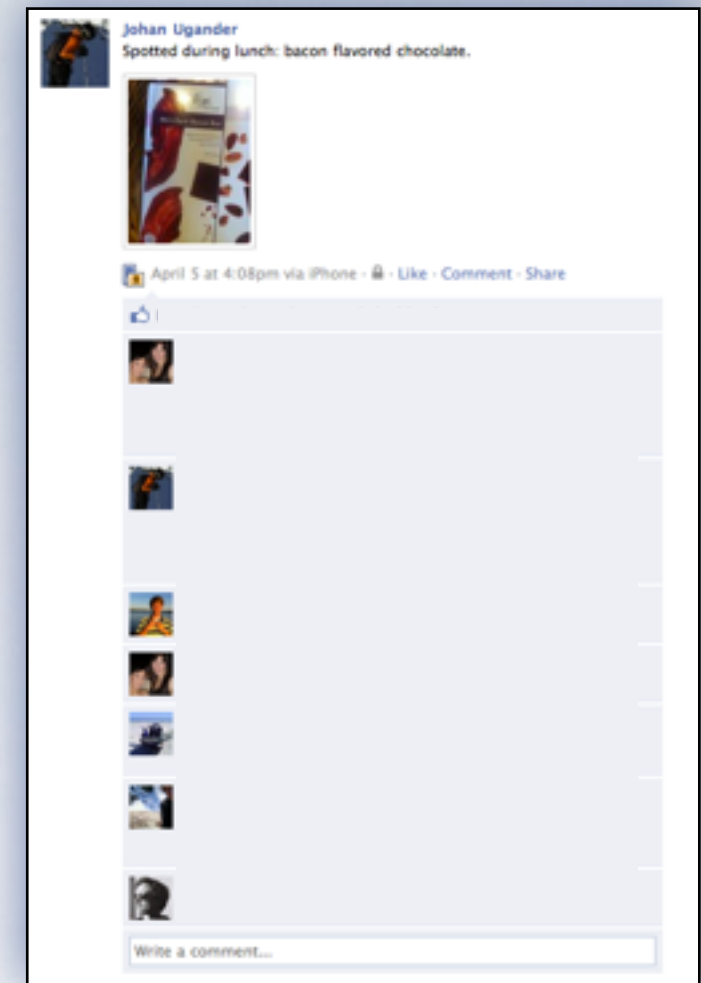 Johan Ugander
Spotted during lunch: bacon flavored chocolate.
April 5 at 4:08pm via iPhone · Like · Comment · Share
Write a comment...